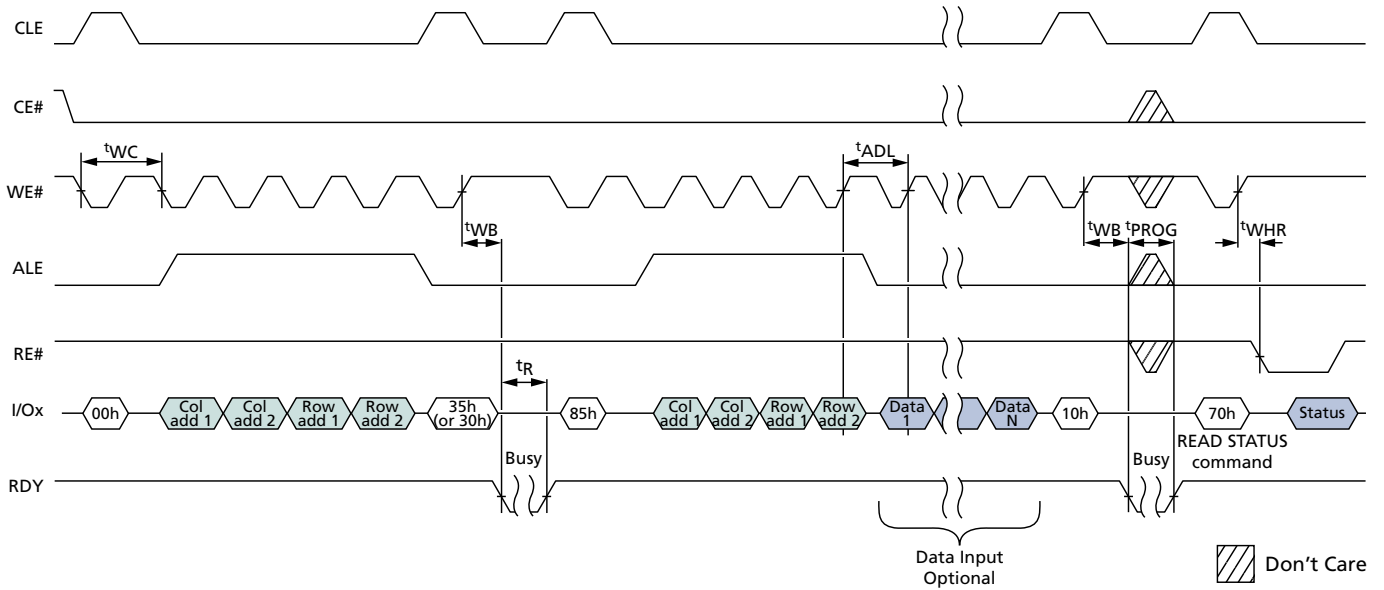 CLE
CE#
tWC
tADL
WE#
tWB
tWB
tPROG
tWHR
ALE
RE#
tR
I/Ox
00h
Col
add 1
Col
add 2
Row
add 1
Row
add 2
35h
(or 30h)
85h
Col
add 1
Col
add 2
Row
add 1
Row
add 2
Data
1
Data
N
10h
70h
Status
READ STATUS
command
Busy
Busy
RDY
Data Input
Optional
Don't Care